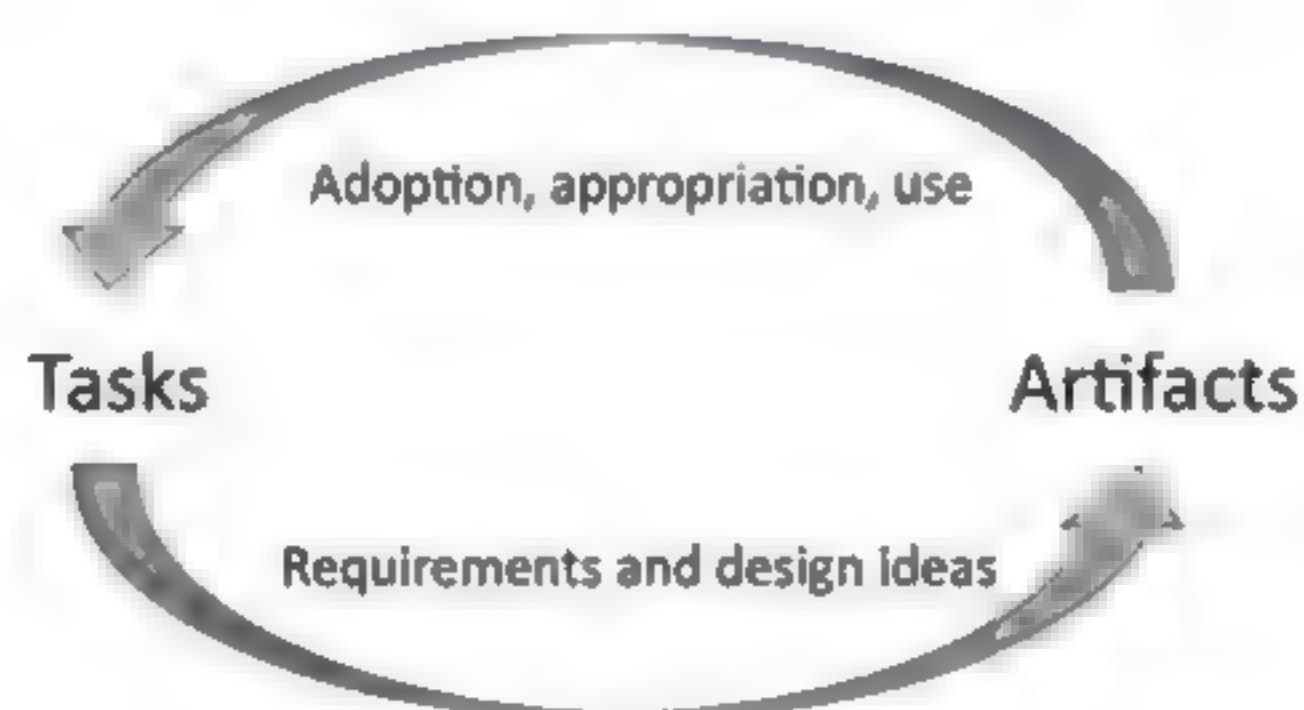 Adoption, appropriation, use
Tasks
Artifacts
Requirements and design ideas